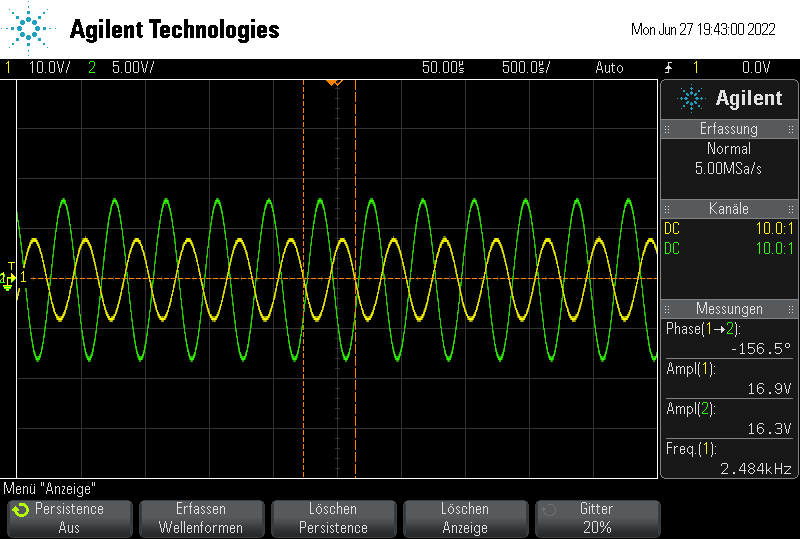 Agilent Technologies
Mon Jun 27 19:43:00 2022
1 10.0V/ 2 5.00V/ 50.00s 500.0s/ Auto 1 0.0V
Agilent
Erfassung
Normal
5.00MSa/s
Kanäle
DC 10.0:1
DC 10.0:1
T
2 1
Messungen
Phase(1→2):
-156.5°
Ampl(1):
16.9V
Ampl(2):
16.3V
Freq.(1):
2.484kHz
Menü "Anzeige"
Persistence
Aus
Erfassen
Wellenformen
Löschen
Persistence
Löschen
Anzeige
Gitter
20%